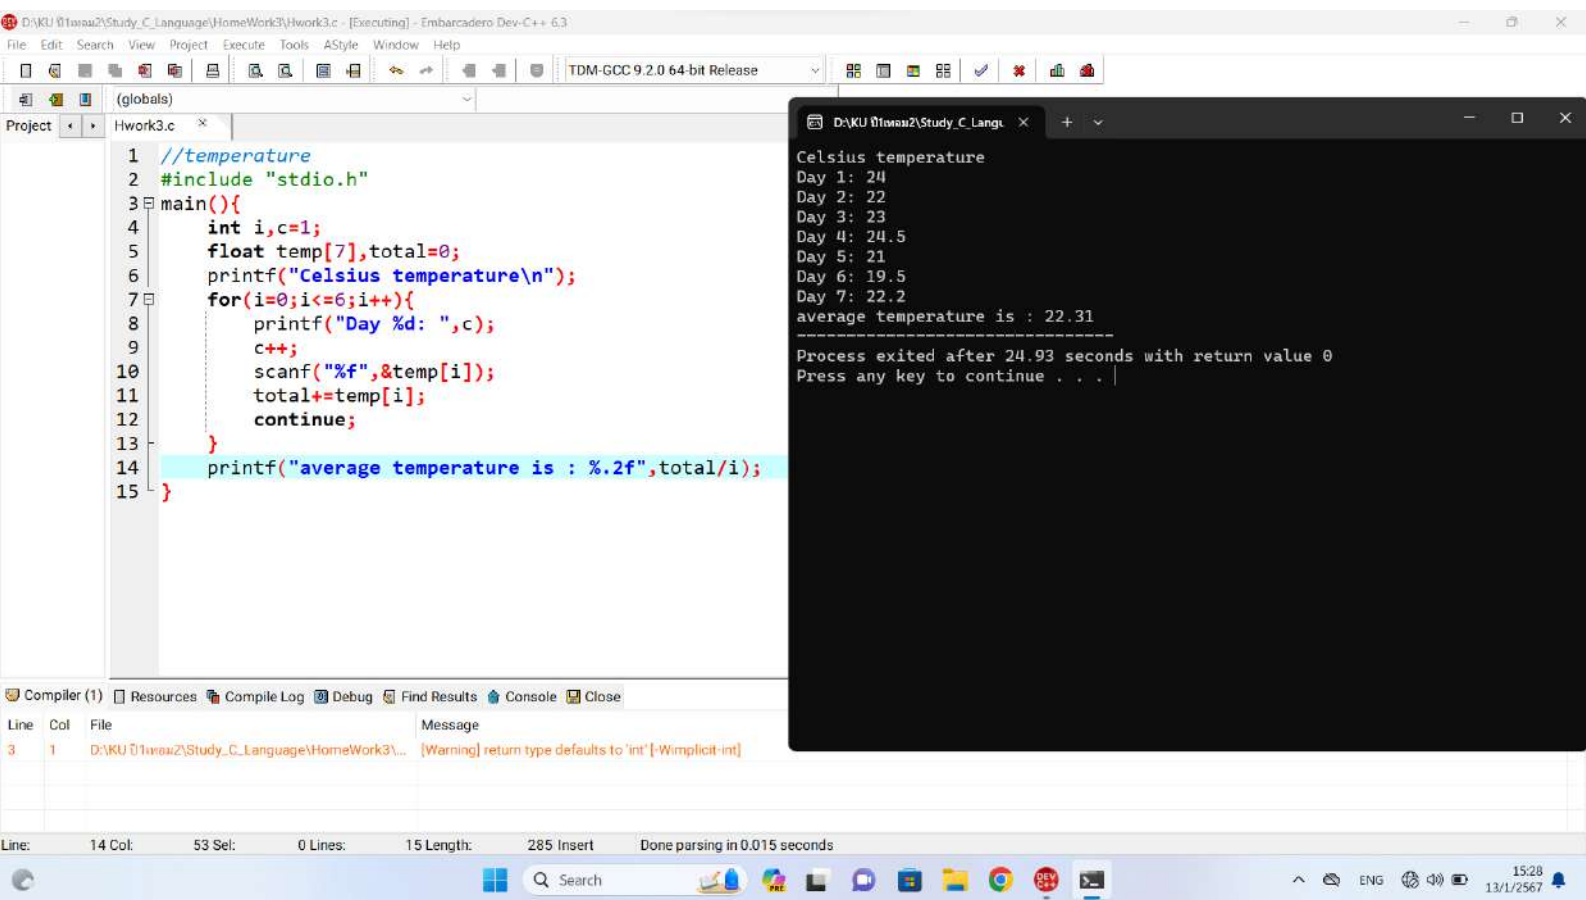 D:\KU ปี1เทอม2\Study_C_Language\HomeWork3\Hwork3.c - [Executing] - Embarcadero Dev-C++ 6.3
File Edit Search View Project Execute Tools AStyle Window Help
TDM-GCC 9.2.0 64-bit Release
(globals)
Project
Hwork3.c
1 //temperature
2 #include "stdio.h"
3 main(){
4 int i,c=1;
5 float temp[7],total=0;
6 printf("Celsius temperature\n");
7 for(i=0;i<=6;i++){
8 printf("Day %d: ",c);
9 c++;
10 scanf("%f",&temp[i]);
11 total+=temp[i];
12 continue;
13 }
14 printf("average temperature is : %.2f",total/i);
15 }
D:\KU ปี1เทอม2\Study_C_Langu
Celsius temperature
Day 1: 24
Day 2: 22
Day 3: 23
Day 4: 24.5
Day 5: 21
Day 6: 19.5
Day 7: 22.2
average temperature is : 22.31
--------------------------------
Process exited after 24.93 seconds with return value 0
Press any key to continue . . .
Compiler (1) Resources Compile Log Debug Find Results Console Close
Line Col File Message
3 1 D:\KU ปี1เทอม2\Study_C_Language\HomeWork3\... [Warning] return type defaults to 'int' [-Wimplicit-int]
Line: 14 Col: 53 Sel: 0 Lines: 15 Length: 285 Insert Done parsing in 0.015 seconds
Search
PRE
DEV C++
ENG
15:28
13/1/2567